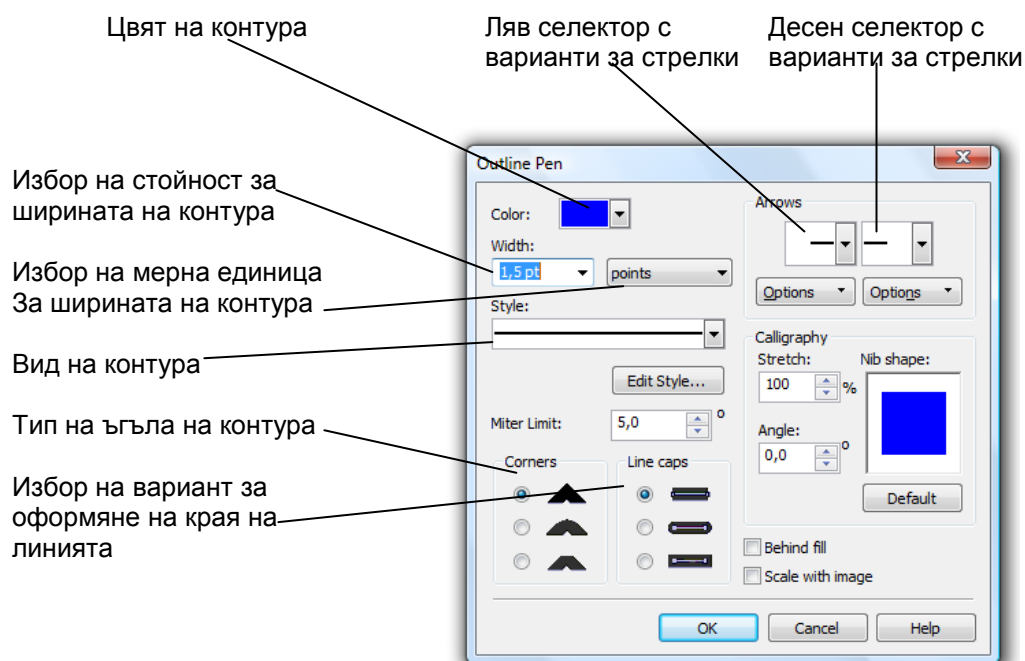 Цвят на контура
Ляв селектор с
варианти за стрелки
Десен селектор с
варианти за стрелки
Избор на стойност за
ширината на контура
Избор на мерна единица
За ширината на контура
Вид на контура
Тип на ъгъла на контура
Избор на вариант за
оформяне на края на
линията
Outline Pen
Color:
Width:
1,5 pt
points
Style:
Edit Style...
Miter Limit:
5,0
°
Corners
Line caps
Arrows
Options
Options
Calligraphy
Stretch:
Nib shape:
100
%
Angle:
0,0
°
Default
Behind fill
Scale with image
OK
Cancel
Help